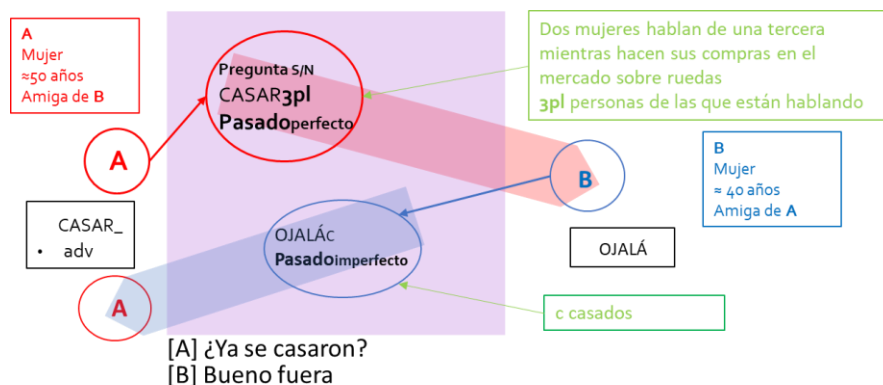 A
Mujer
≈50 años
Amiga de B
Pregunta S/N
CASAR3pl
Pasadoperfecto
Dos mujeres hablan de una tercera
mientras hacen sus compras en el
mercado sobre ruedas
3pl personas de las que están hablando
A
B
B
Mujer
≈ 40 años
Amiga de A
CASAR_
• adv
OJALÁc
Pasadoimperfecto
OJALÁ
A
c casados
[A] ¿Ya se casaron?
[B] Bueno fuera